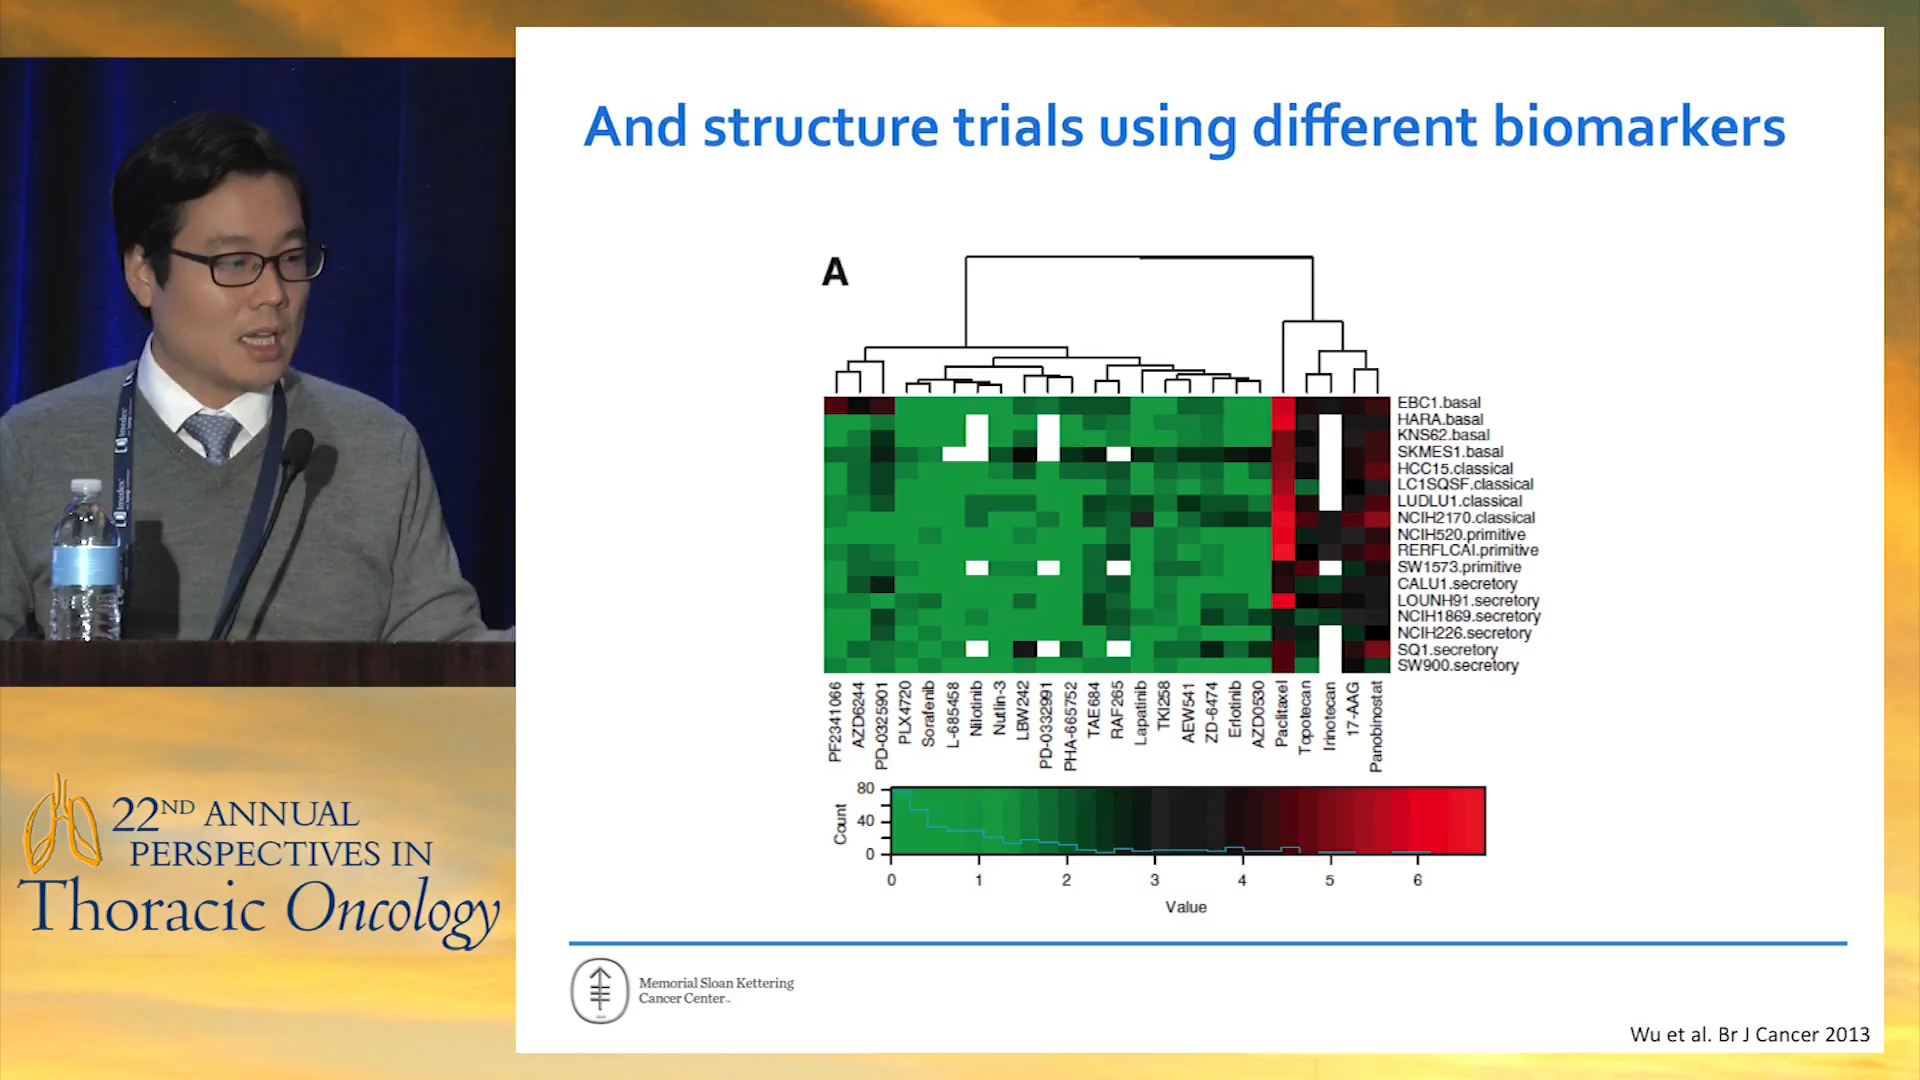 And structure trials using different biomarkers
A
EBC1.basal
HARA.basal
KNS62.basal
SKMES1.basal
HCC15.classical
LC1SQSF.classical
LUDLU1.classical
NCIH2170.classical
NCIH520.primitive
RERFLCAI.primitive
SW1573.primitive
CALU1.secretory
LOUNH91.secretory
NCIH1869.secretory
NCIH226.secretory
SQ1.secretory
SW900.secretory
PF2341066
AZD6244
PD-0325901
PLX4720
Sorafenib
L-685458
Nilotinib
Nutlin-3
LBW242
PD-0332991
PHA-665752
TAE684
RAF265
Lapatinib
TKI258
AEW541
ZD-6474
Erlotinib
AZD0530
Paclitaxel
Topotecan
Irinotecan
17-AAG
Panobinostat
Count
80
40
0
0 1 2 3 4 5 6
Value
Memorial Sloan Kettering
Cancer Center
Wu et al. Br J Cancer 2013
Imedex
Imedex
22ND ANNUAL
PERSPECTIVES IN
Thoracic Oncology